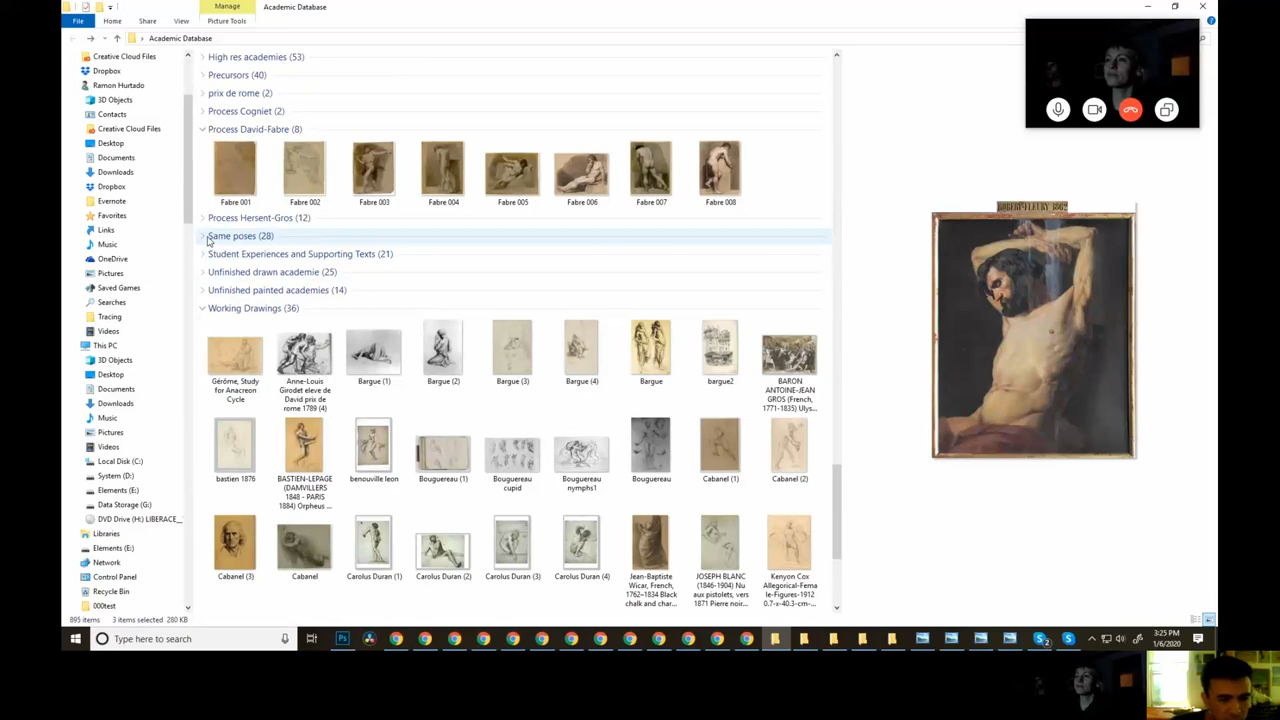 Manage
Academic Database
File
Home
Share
View
Picture Tools
Academic Database
Creative Cloud Files
Dropbox
Ramon Hurtado
3D Objects
Contacts
Creative Cloud Files
Desktop
Documents
Downloads
Dropbox
Evernote
Favorites
Links
Music
OneDrive
Pictures
Saved Games
Searches
Tracing
Videos
This PC
3D Objects
Desktop
Documents
Downloads
Music
Pictures
Videos
Local Disk (C:)
System (D:)
Elements (E:)
Data Storage (G:)
DVD Drive (H:) LIBERACE_
Libraries
Elements (E:)
Network
Control Panel
Recycle Bin
000test
High res academies (53)
Precursors (40)
prix de rome (2)
Process Cogniet (2)
Process David-Fabre (8)
Fabre 001
Fabre 002
Fabre 003
Fabre 004
Fabre 005
Fabre 006
Fabre 007
Fabre 008
Process Hersent-Gros (12)
Same poses (28)
Student Experiences and Supporting Texts (21)
Unfinished drawn academie (25)
Unfinished painted academies (14)
Working Drawings (36)
Gérôme, Study
for Anacreon
Cycle
Anne-Louis
Girodet eleve de
David prix de
rome 1789 (4)
Bargue (1)
Bargue (2)
Bargue (3)
Bargue (4)
Bargue
bargue2
BARON
ANTOINE-JEAN
GROS (French,
1771-1835) Ulys...
bastien 1876
BASTIEN-LEPAGE
(DAMVILLERS
1848 - PARIS
1884) Orpheus ...
benouville leon
Bouguereau (1)
Bouguereau
cupid
Bouguereau
nymphs1
Bouguereau
Cabanel (1)
Cabanel (2)
Cabanel (3)
Cabanel
Carolus Duran (1)
Carolus Duran (2)
Carolus Duran (3)
Carolus Duran (4)
Jean-Baptiste
Wicar, French,
1762–1834 Black
chalk and char...
JOSEPH BLANC
(1846-1904) Nu
aux pistolets, vers
1871 Pierre noir...
Kenyon Cox
Allegorical-Fema
le-Figures-1912
0.7-x-40.3-cm-...
ROBERT-FLEURY 1862
895 items
3 items selected
280 KB
Type here to search
3:25 PM
1/6/2020